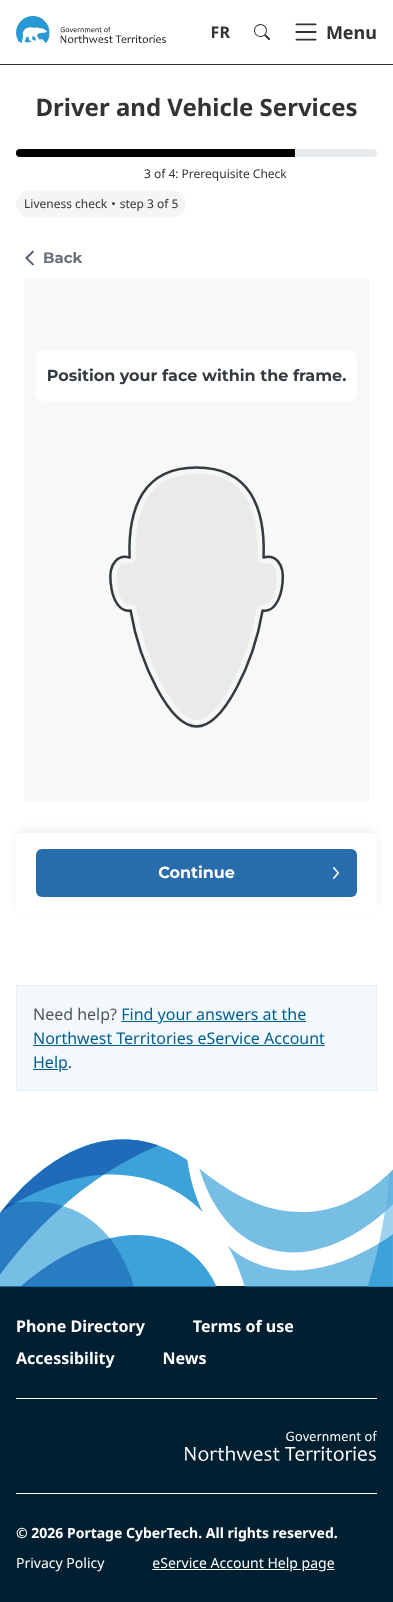 Government of
Northwest Territories
FR
Menu
Driver and Vehicle Services
3 of 4: Prerequisite Check
Liveness check • step 3 of 5
Back
Position your face within the frame.
Continue
Need help? Find your answers at the
Northwest Territories eService Account
Help.
Phone Directory
Terms of use
Accessibility
News
Government of
Northwest Territories
© 2026 Portage CyberTech. All rights reserved.
Privacy Policy
eService Account Help page